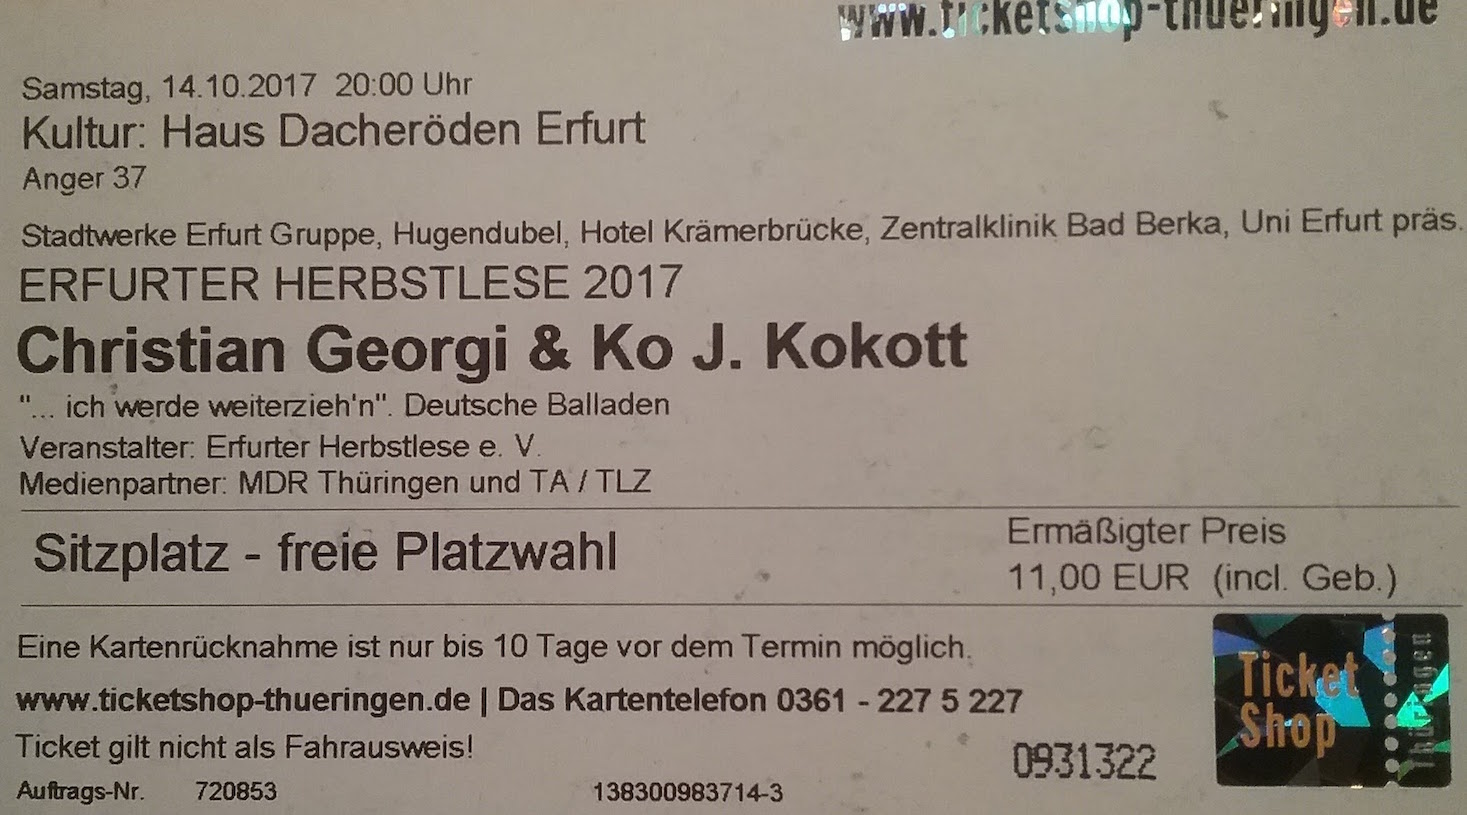 www.ticketshop-thueringen.de
Samstag, 14.10.2017 20:00 Uhr
Kultur: Haus Dacheröden Erfurt
Anger 37
Stadtwerke Erfurt Gruppe, Hugendubel, Hotel Krämerbrücke, Zentralklinik Bad Berka, Uni Erfurt präs.
ERFURTER HERBSTLESE 2017
Christian Georgi & Ko J. Kokott
"... ich werde weiterzieh'n". Deutsche Balladen
Veranstalter: Erfurter Herbstlese e. V.
Medienpartner: MDR Thüringen und TA / TLZ
Sitzplatz - freie Platzwahl
Ermäßigter Preis
11,00 EUR (incl. Geb.)
Eine Kartenrücknahme ist nur bis 10 Tage vor dem Termin möglich.
www.ticketshop-thueringen.de | Das Kartentelefon 0361 - 227 5 227
Ticket gilt nicht als Fahrausweis!
0931322
Auftrags-Nr. 720853 138300983714-3
Ticket
Shop
Thüringen